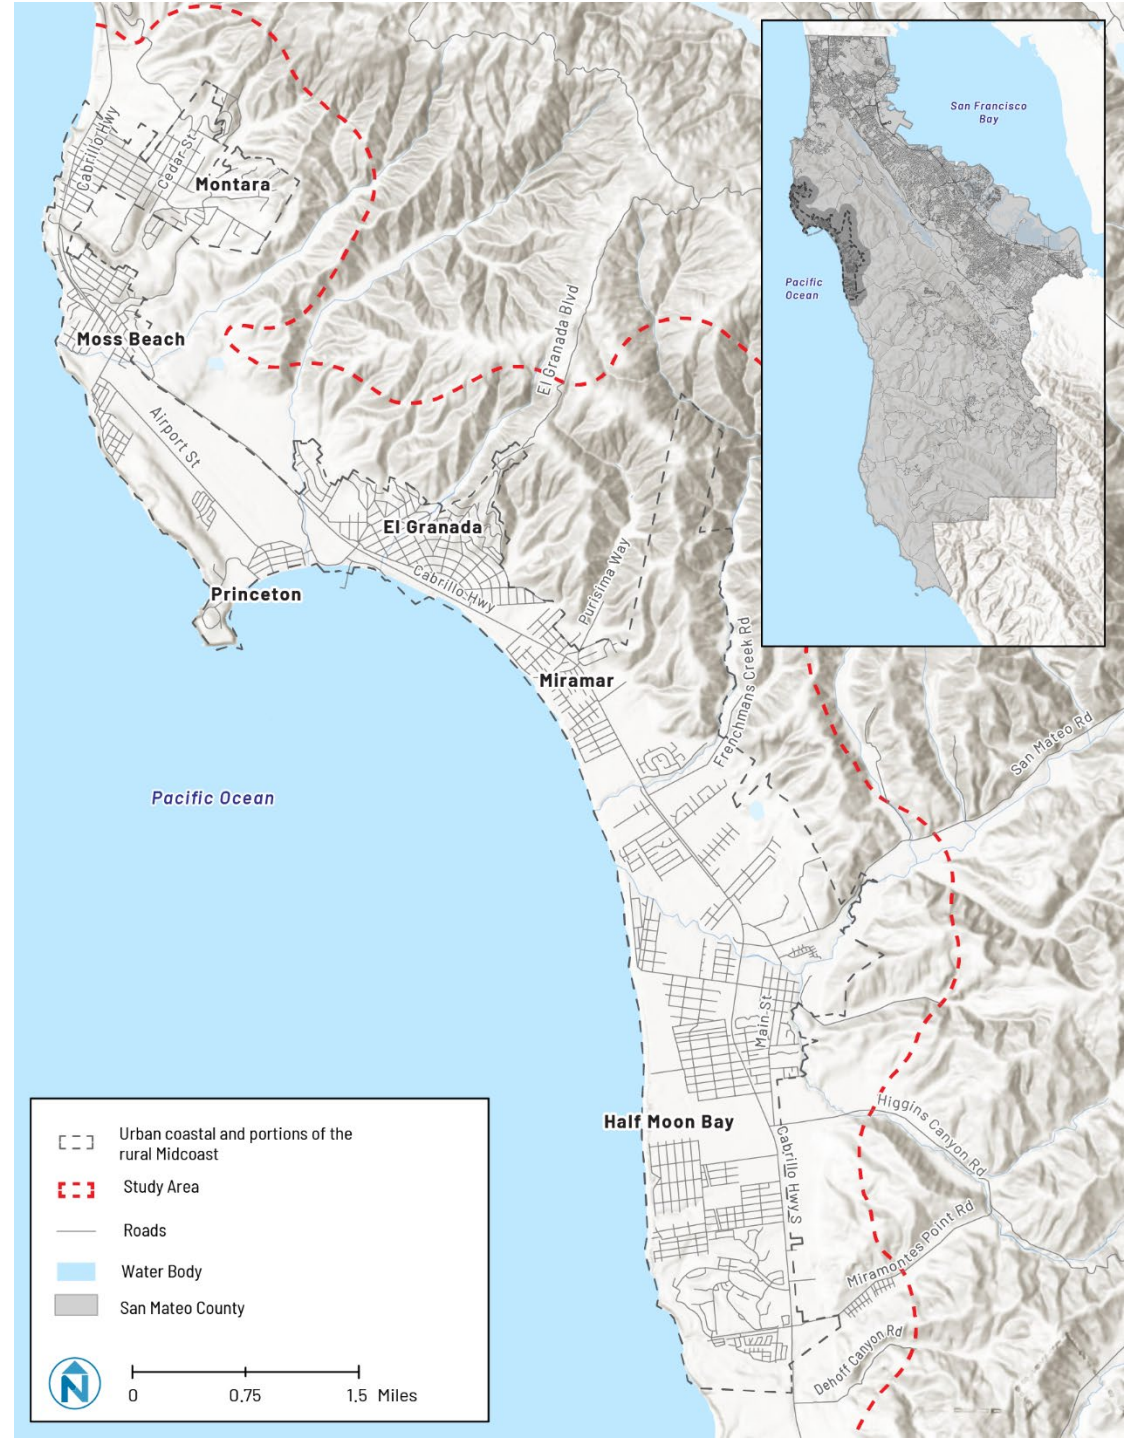 San Francisco
Bay
Pacific
Ocean
Cabrillo Hwy
Cedar St
Montara
Moss Beach
El Granada Blvd
Airport St
El Granada
Cabrillo Hwy
Princeton
Purisima Way
Miramar
Frenchmans Creek Rd
San Mateo Rd
Pacific Ocean
Main St
Half Moon Bay
Higgins Canyon Rd
Cabrillo Hwy S
Miramontes Point Rd
Dehoff Canyon Rd
Urban coastal and portions of the
rural Midcoast
Study Area
Roads
Water Body
San Mateo County
N
0 0.75 1.5 Miles